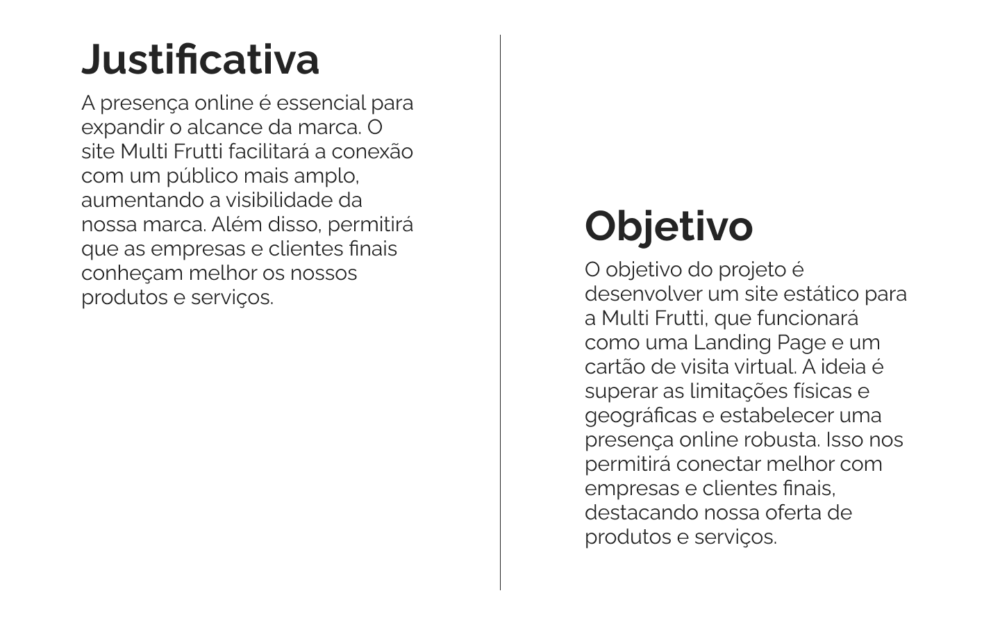 Justificativa
A presença online é essencial para
expandir o alcance da marca. O
site Multi Frutti facilitará a conexão
com um público mais amplo,
aumentando a visibilidade da
nossa marca. Além disso, permitirá
que as empresas e clientes finais
conheçam melhor os nossos
produtos e serviços.
Objetivo
O objetivo do projeto é
desenvolver um site estático para
a Multi Frutti, que funcionará
como uma Landing Page e um
cartão de visita virtual. A ideia é
superar as limitações físicas e
geográficas e estabelecer uma
presença online robusta. Isso nos
permitirá conectar melhor com
empresas e clientes finais,
destacando nossa oferta de
produtos e serviços.